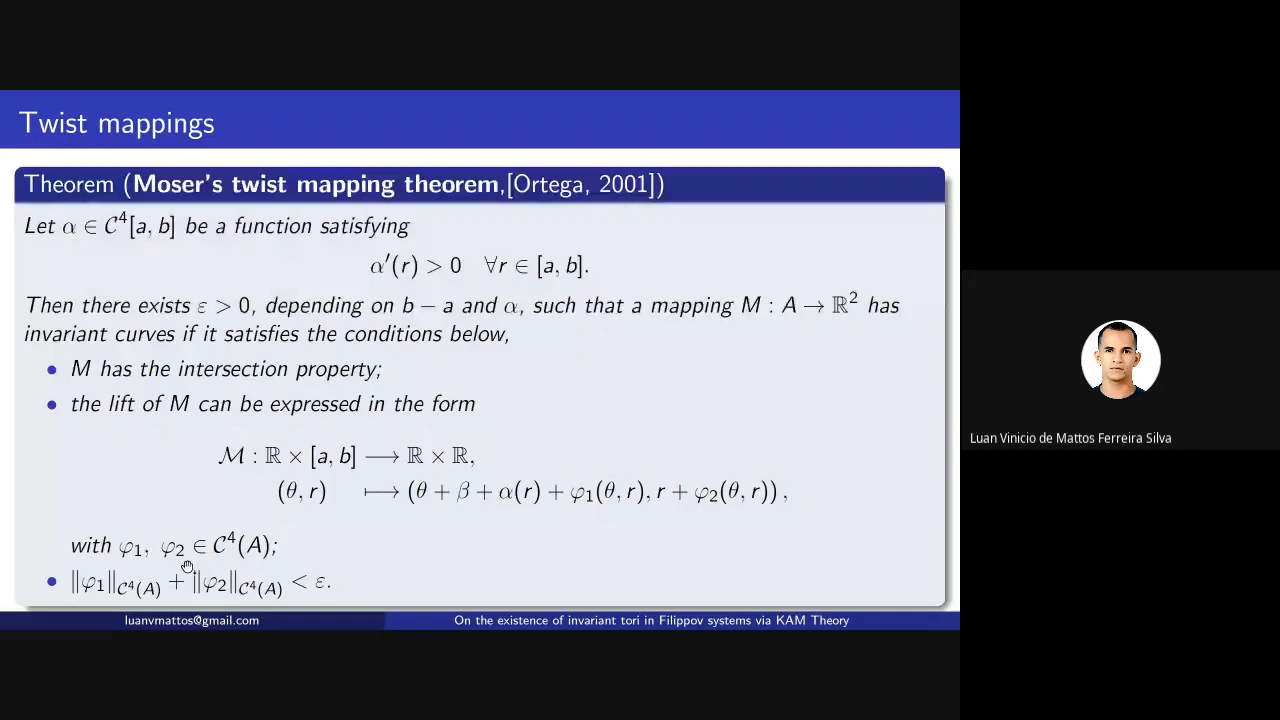 Twist mappings
Theorem (Moser's twist mapping theorem,[Ortega, 2001])
Let α ∈ 𝒞⁴[a, b] be a function satisfying
α′(r) > 0 ∀r ∈ [a, b].
Then there exists ε > 0, depending on b − a and α, such that a mapping M : A → ℝ² has
invariant curves if it satisfies the conditions below,
• M has the intersection property;
• the lift of M can be expressed in the form
ℳ : ℝ × [a, b] ⟶ ℝ × ℝ,
(θ, r) ⟼ (θ + β + α(r) + φ₁(θ, r), r + φ₂(θ, r)) ,
with φ₁, φ₂ ∈ 𝒞⁴(A);
• ‖φ₁‖_{𝒞⁴(A)} + ‖φ₂‖_{𝒞⁴(A)} < ε.
luanvmattos@gmail.com
On the existence of invariant tori in Filippov systems via KAM Theory
Luan Vinicio de Mattos Ferreira Silva